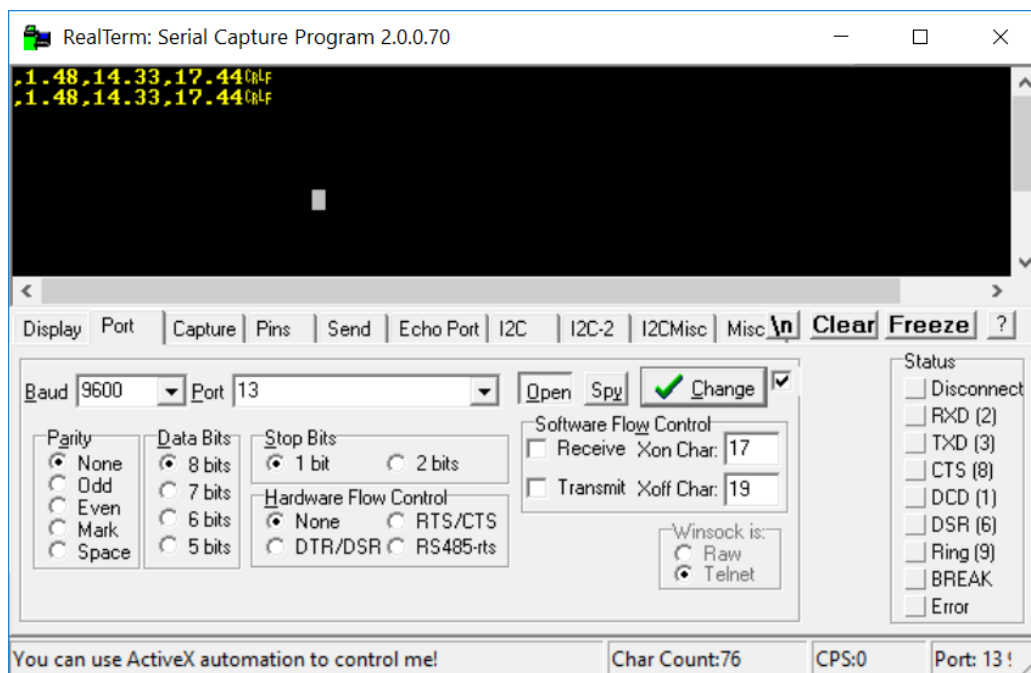 RealTerm: Serial Capture Program 2.0.0.70
,1.48,14.33,17.44CRLF
,1.48,14.33,17.44CRLF
Display Port Capture Pins Send Echo Port I2C I2C-2 I2CMisc Misc \n Clear Freeze ?
Baud 9600 Port 13 Open Spy Change
Status
Disconnect
RXD (2)
TXD (3)
CTS (8)
DCD (1)
DSR (6)
Ring (9)
BREAK
Error
Parity
None
Odd
Even
Mark
Space
Data Bits
8 bits
7 bits
6 bits
5 bits
Stop Bits
1 bit 2 bits
Hardware Flow Control
None RTS/CTS
DTR/DSR RS485-rts
Software Flow Control
Receive Xon Char: 17
Transmit Xoff Char: 19
Winsock is:
Raw
Telnet
You can use ActiveX automation to control me! Char Count:76 CPS:0 Port: 13